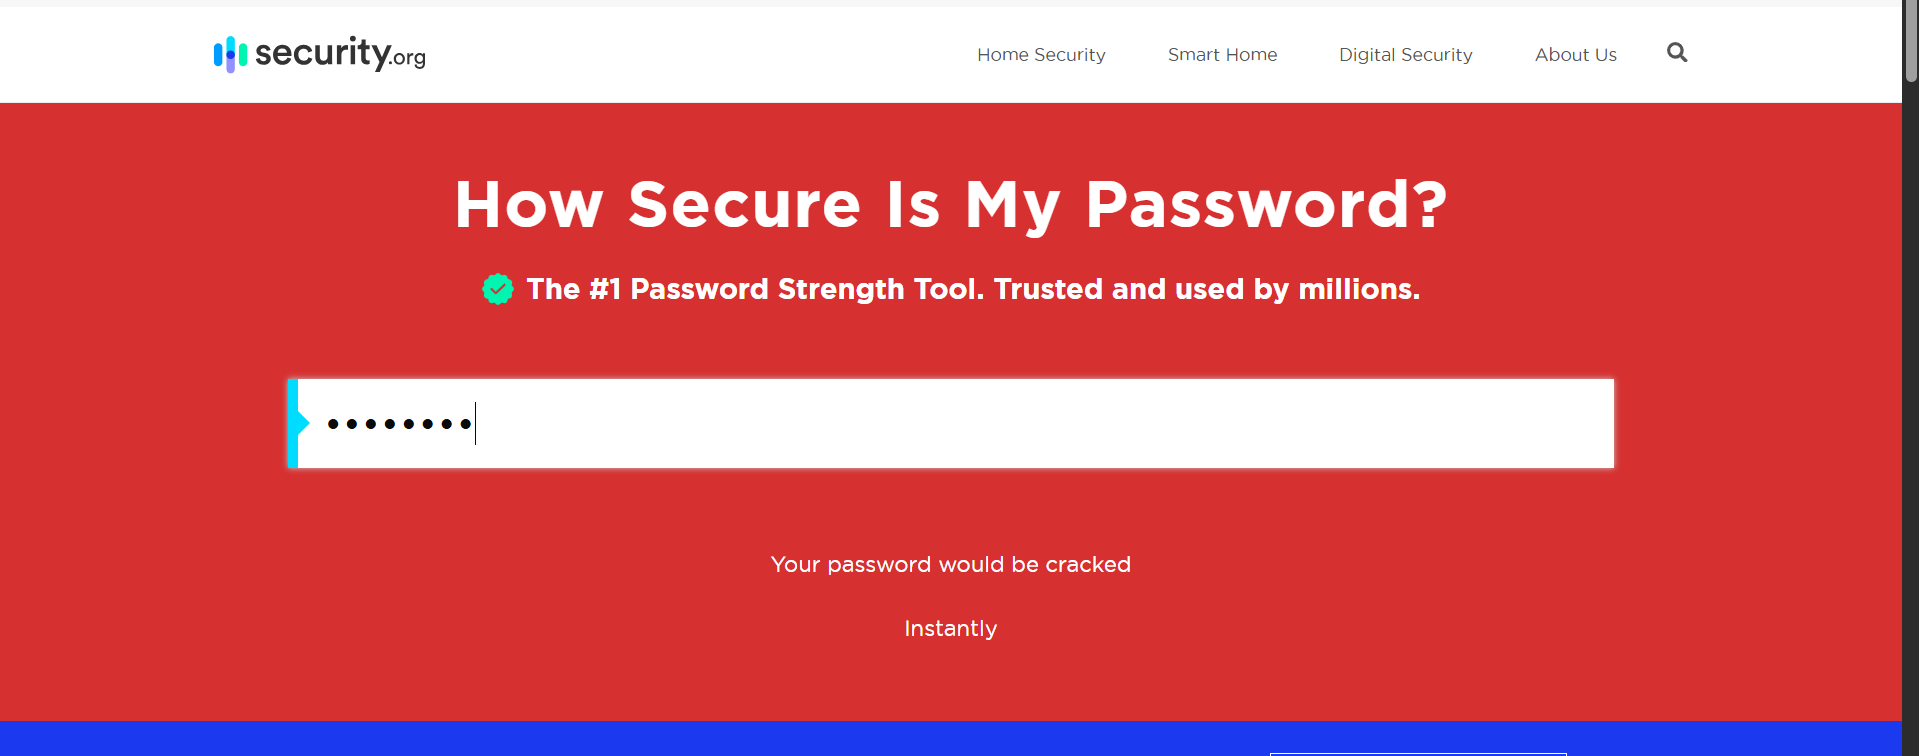 security.org
Home Security Smart Home Digital Security About Us
How Secure Is My Password?
The #1 Password Strength Tool. Trusted and used by millions.
••••••••
Your password would be cracked
Instantly